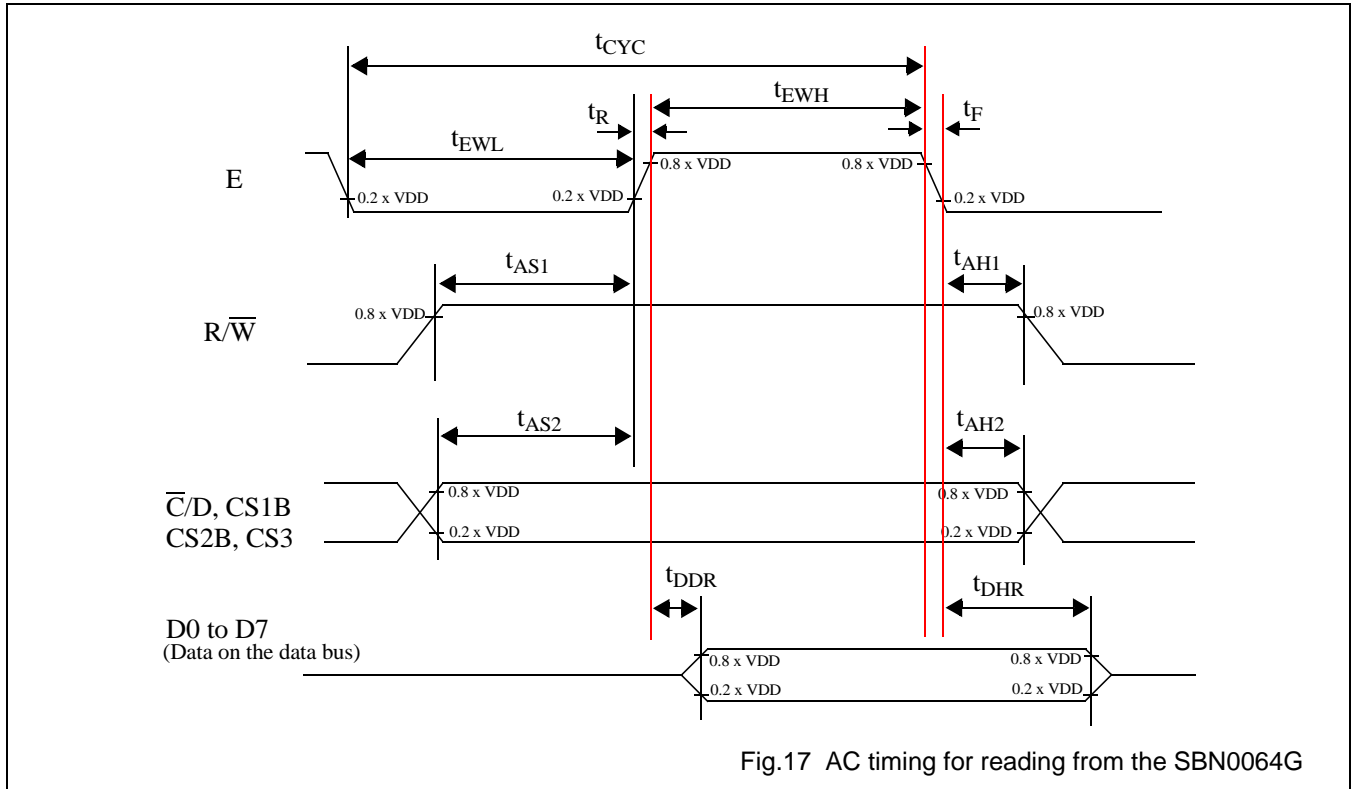 tCYC
tEWH
tR
tF
tEWL
E
0.8 x VDD
0.8 x VDD
0.2 x VDD
0.2 x VDD
0.2 x VDD
tAS1
tAH1
0.8 x VDD
0.8 x VDD
R/W̅
tAS2
tAH2
C̅/D, CS1B
CS2B, CS3
0.8 x VDD
0.8 x VDD
0.2 x VDD
0.2 x VDD
tDDR
tDHR
D0 to D7
(Data on the data bus)
0.8 x VDD
0.8 x VDD
0.2 x VDD
0.2 x VDD
Fig.17 AC timing for reading from the SBN0064G